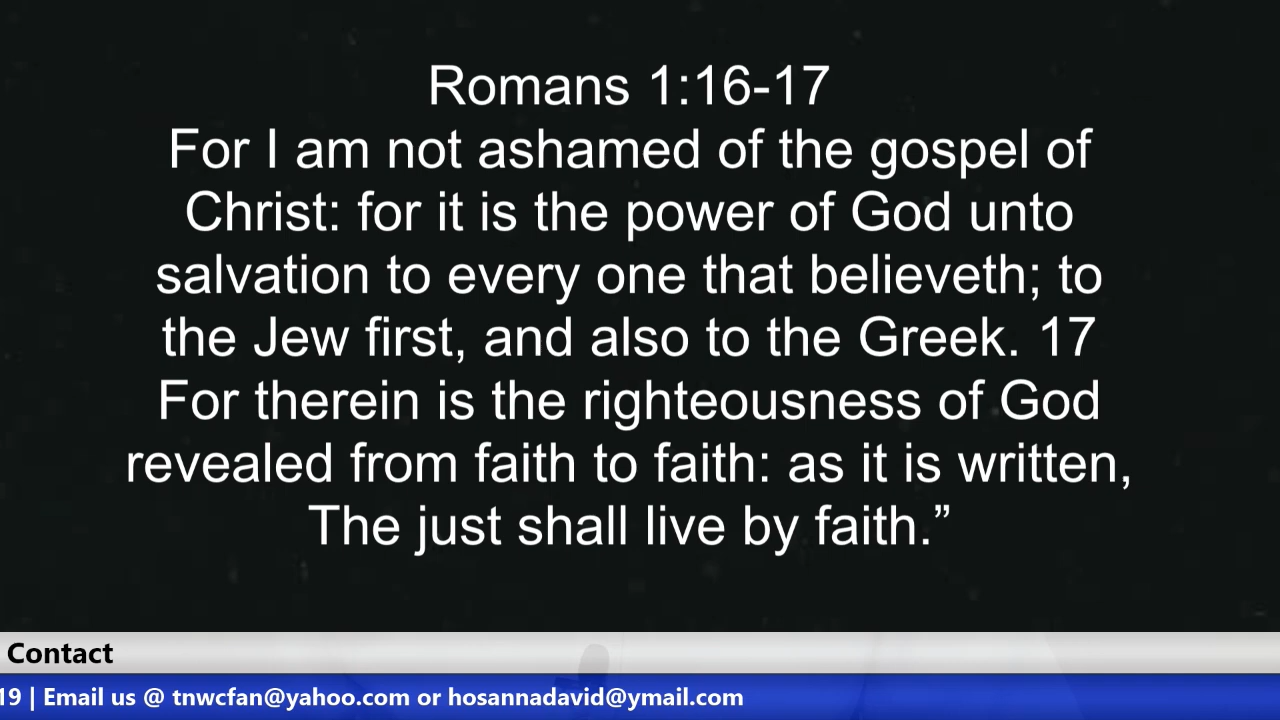 Romans 1:16-17
For I am not ashamed of the gospel of
Christ: for it is the power of God unto
salvation to every one that believeth; to
the Jew first, and also to the Greek. 17
For therein is the righteousness of God
revealed from faith to faith: as it is written,
The just shall live by faith.”
Contact
19 | Email us @ tnwcfan@yahoo.com or hosannadavid@ymail.com